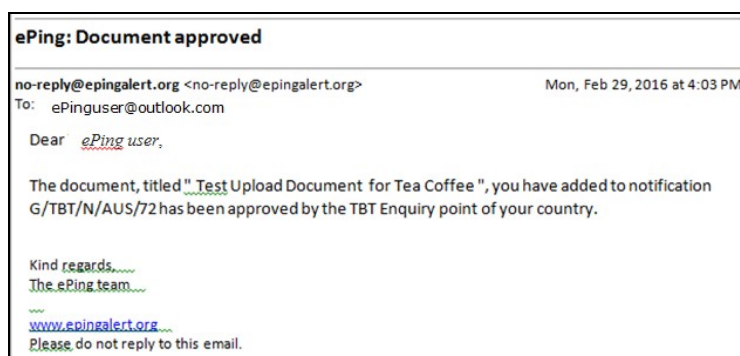 ePing: Document approved
no-reply@epingalert.org <no-reply@epingalert.org> Mon, Feb 29, 2016 at 4:03 PM
To: ePinguser@outlook.com
Dear ePing user,
The document, titled " Test Upload Document for Tea Coffee ", you have added to notification
G/TBT/N/AUS/72 has been approved by the TBT Enquiry point of your country.
Kind regards,
The ePing team
www.epingalert.org
Please do not reply to this email.